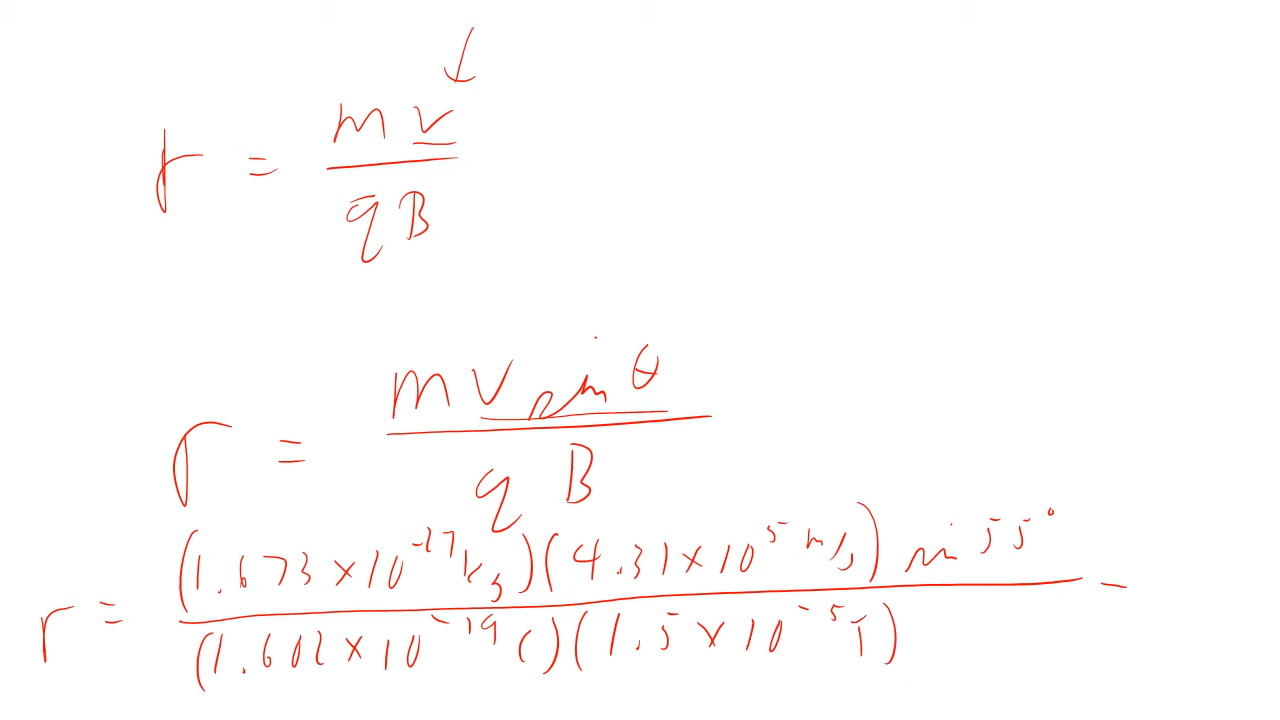 r = mv / qB
r = mv sin θ / qB
r = (1.673 × 10⁻²⁷ kg)(4.31 × 10⁵ m/s) sin 55° / (1.602 × 10⁻¹⁹ C)(1.5 × 10⁻⁵ T) –